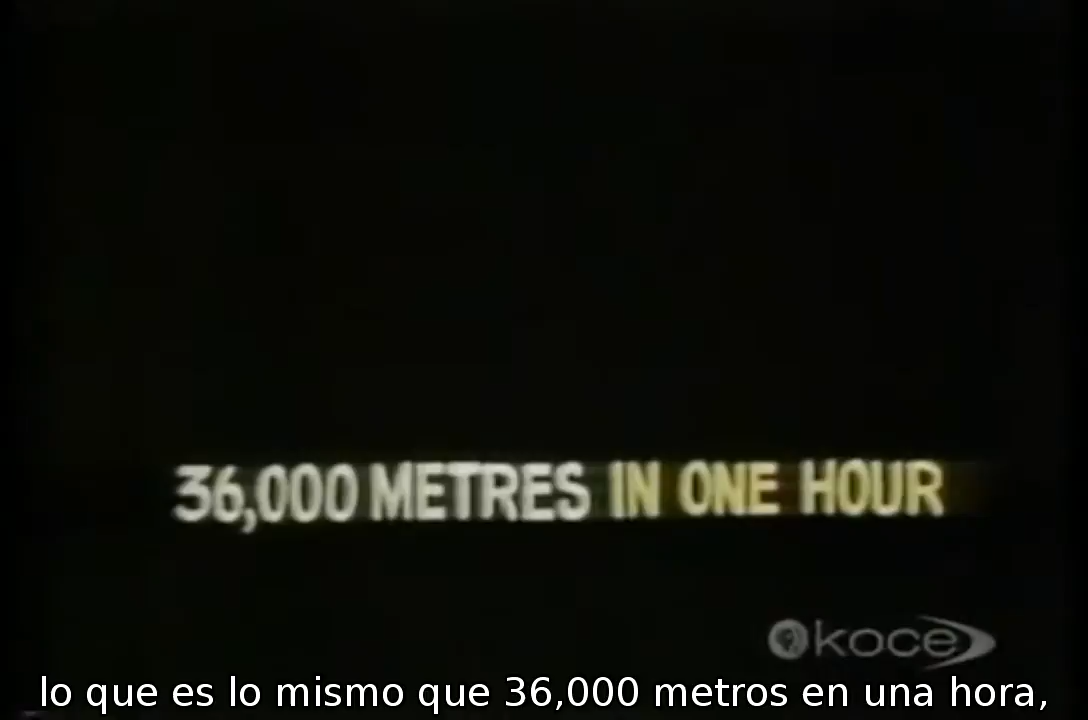 36,000 METRES IN ONE HOUR
koce
lo que es lo mismo que 36,000 metros en una hora,